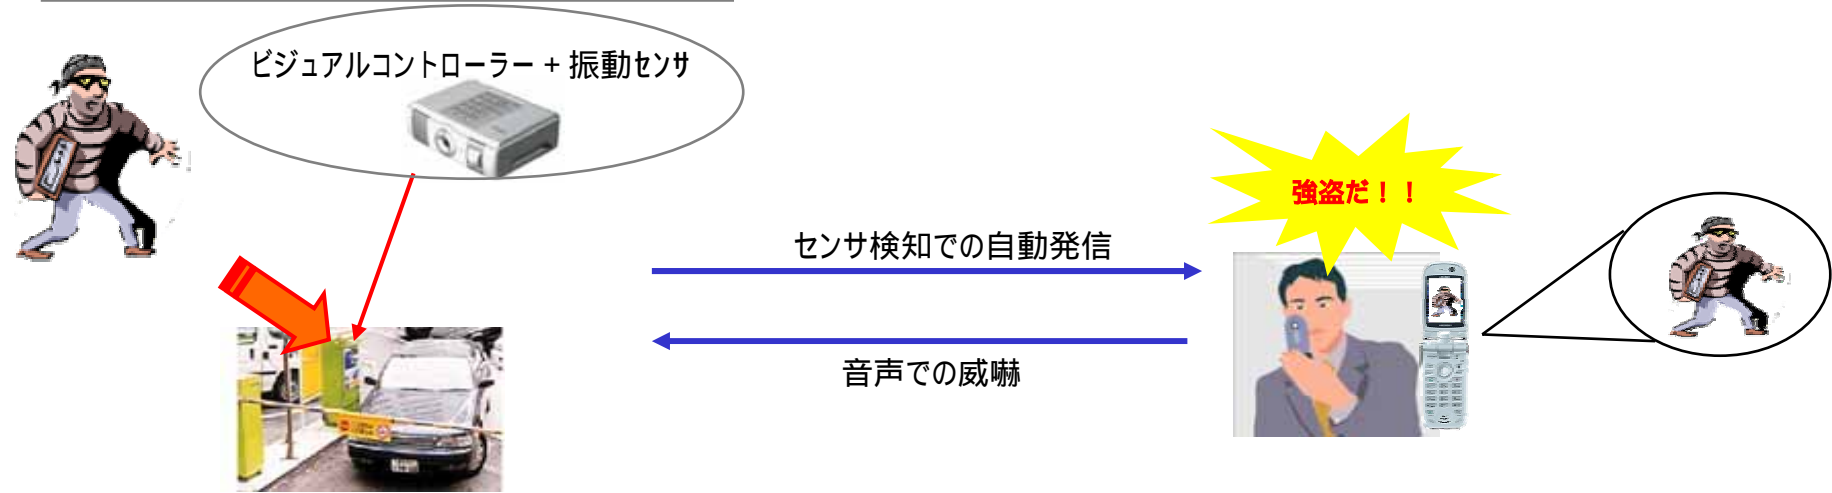 ビジュアルコントローラー + 振動センサ
強盗だ！！
センサ検知での自動発信
音声での威嚇